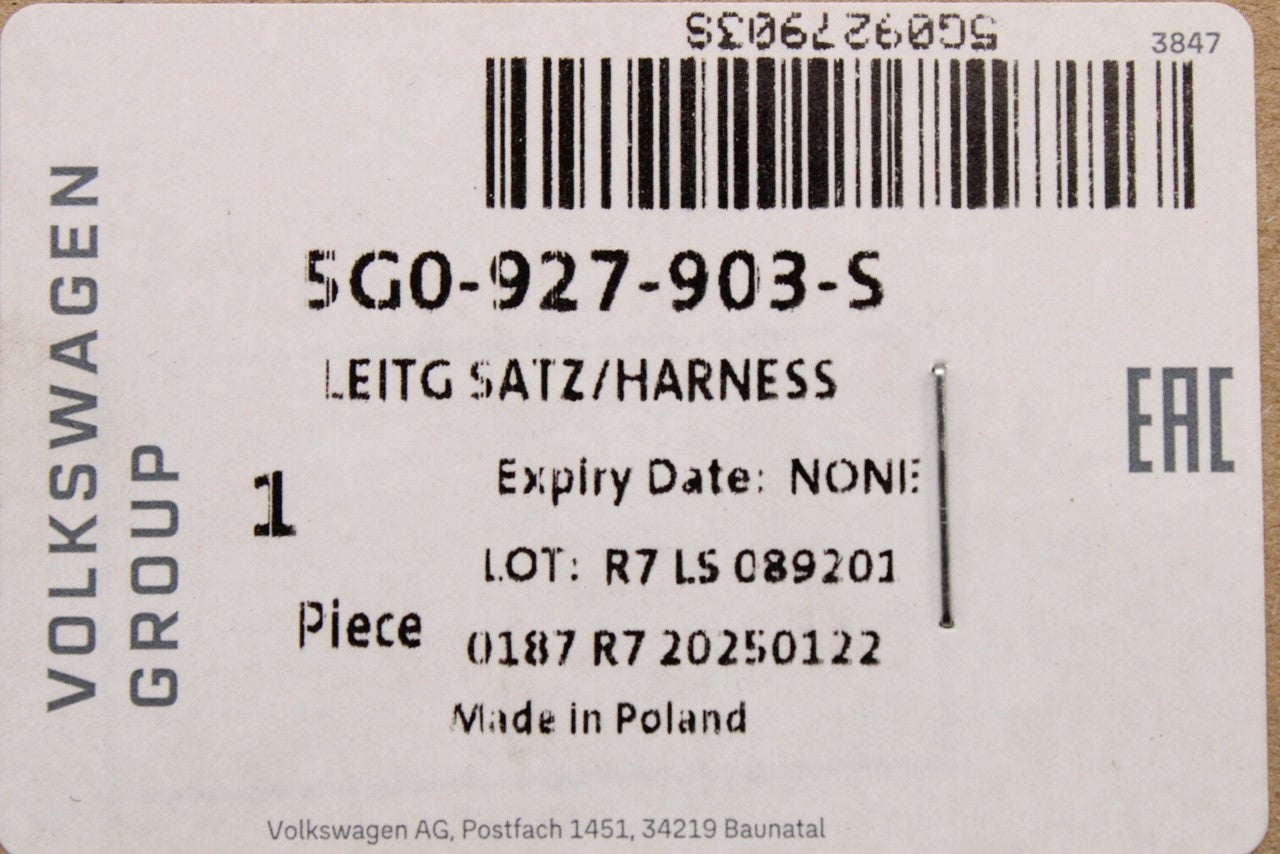 5G0927903S
3847
5G0-927-903-S
LEITG SATZ/HARNESS
EAC
Expiry Date: NONE
1
LOT: R7 LS 089201
Piece
0187 R7 20250122
Made in Poland
VOLKSWAGEN
GROUP
Volkswagen AG, Postfach 1451, 34219 Baunatal